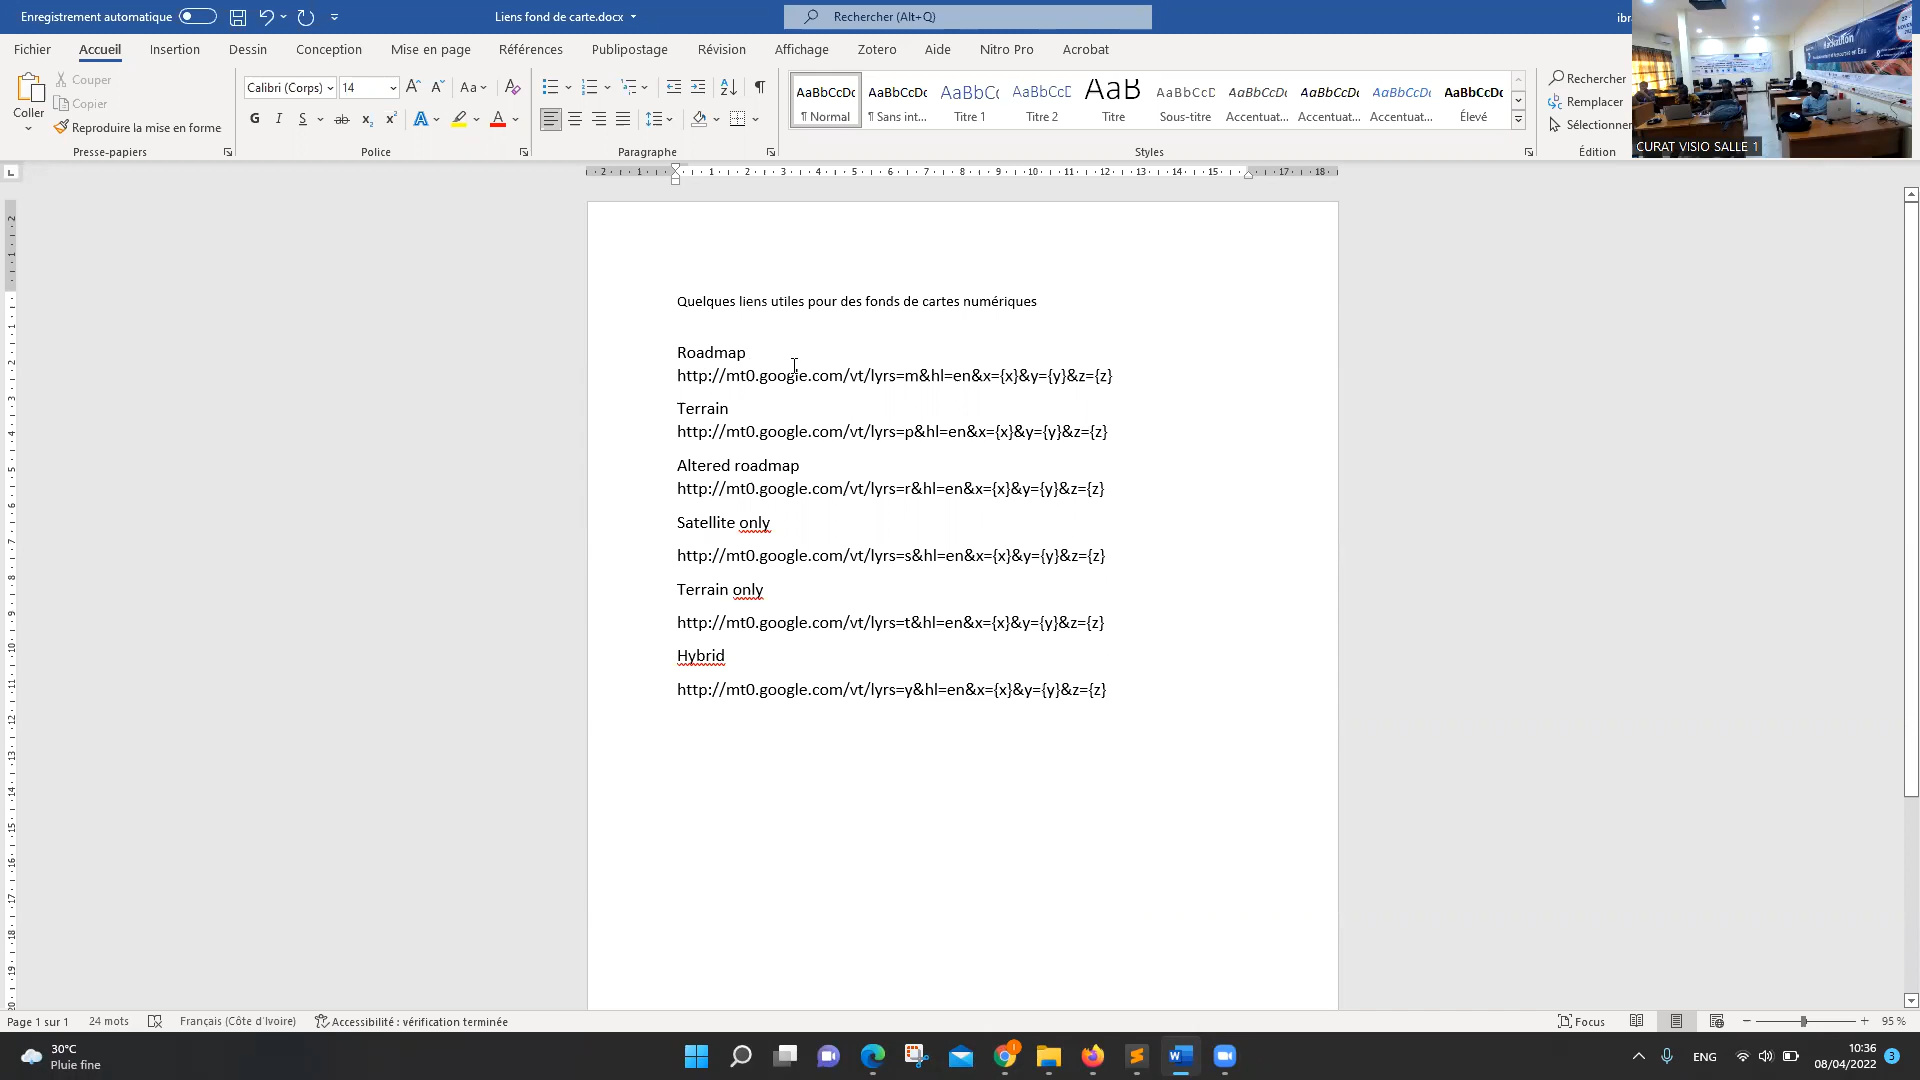 Enregistrement automatique
Liens fond de carte.docx
Rechercher (Alt+Q)
Fichier Accueil Insertion Dessin Conception Mise en page Références Publipostage Révision Affichage Zotero Aide Nitro Pro Acrobat
Coller
Couper
Copier
Reproduire la mise en forme
Presse-papiers
Calibri (Corps) 14
Police
Paragraphe
AaBbCcDc AaBbCcDc AaBbCc AaBbCcD AaB AaBbCcD AaBbCcDc AaBbCcDc AaBbCcDc AaBbCcDc
¶ Normal ¶ Sans int... Titre 1 Titre 2 Titre Sous-titre Accentuat... Accentuat... Accentuat... Élevé
Styles
Rechercher
Remplacer
Sélectionner
Édition
Hackathon
CURAT VISIO SALLE 1
Quelques liens utiles pour des fonds de cartes numériques
Roadmap
http://mt0.google.com/vt/lyrs=m&hl=en&x={x}&y={y}&z={z}
Terrain
http://mt0.google.com/vt/lyrs=p&hl=en&x={x}&y={y}&z={z}
Altered roadmap
http://mt0.google.com/vt/lyrs=r&hl=en&x={x}&y={y}&z={z}
Satellite only
http://mt0.google.com/vt/lyrs=s&hl=en&x={x}&y={y}&z={z}
Terrain only
http://mt0.google.com/vt/lyrs=t&hl=en&x={x}&y={y}&z={z}
Hybrid
http://mt0.google.com/vt/lyrs=y&hl=en&x={x}&y={y}&z={z}
Page 1 sur 1 24 mots Français (Côte d'Ivoire) Accessibilité : vérification terminée
Focus 95 %
30°C
Pluie fine
ENG
10:36
08/04/2022
3